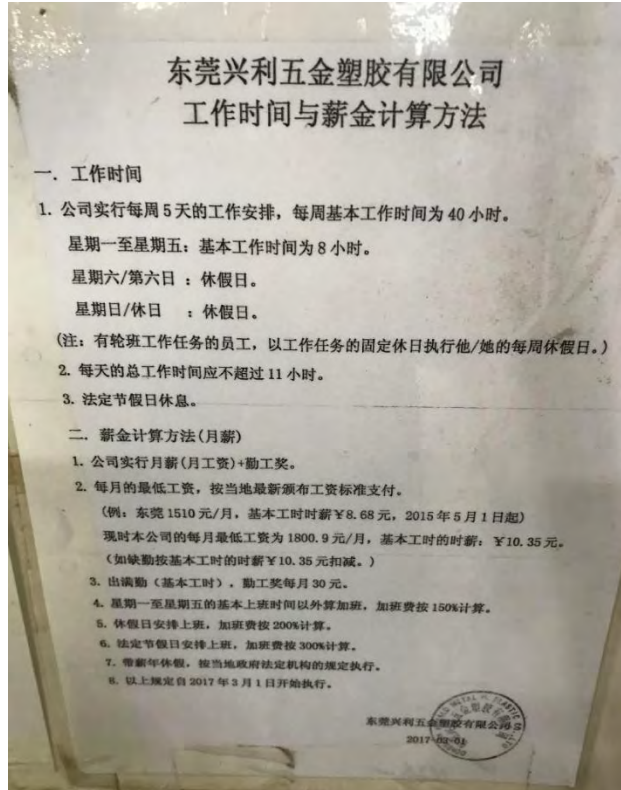 东莞兴利五金塑胶有限公司
工作时间与薪金计算方法
一. 工作时间
1. 公司实行每周5天的工作安排，每周基本工作时间为40小时。
星期一至星期五：基本工作时间为8小时。
星期六/第六日 ：休假日。
星期日/休日 ：休假日。
(注：有轮班工作任务的员工，以工作任务的固定休日执行他/她的每周休假日。)
2. 每天的总工作时间应不超过11小时。
3. 法定节假日休息。
二. 薪金计算方法(月薪)
1. 公司实行月薪(月工资)+勤工奖。
2. 每月的最低工资，按当地最新颁布工资标准支付。
(例：东莞1510元/月，基本工时时薪¥8.68元，2015年5月1日起)
现时本公司的每月最低工资为1800.9元/月，基本工时的时薪：¥10.35元。
(如缺勤按基本工时的时薪¥10.35元扣减。)
3. 出满勤（基本工时）．勤工奖每月30元。
4. 星期一至星期五的基本上班时间以外算加班，加班费按150%计算。
5. 休假日安排上班，加班费按200%计算。
6. 法定节假日安排上班，加班费按300%计算。
7. 带薪年休假，按当地政府法定机构的规定执行。
8. 以上规定自2017年3月1日开始执行。
东莞兴利五金塑胶有限公司
2017-03-01